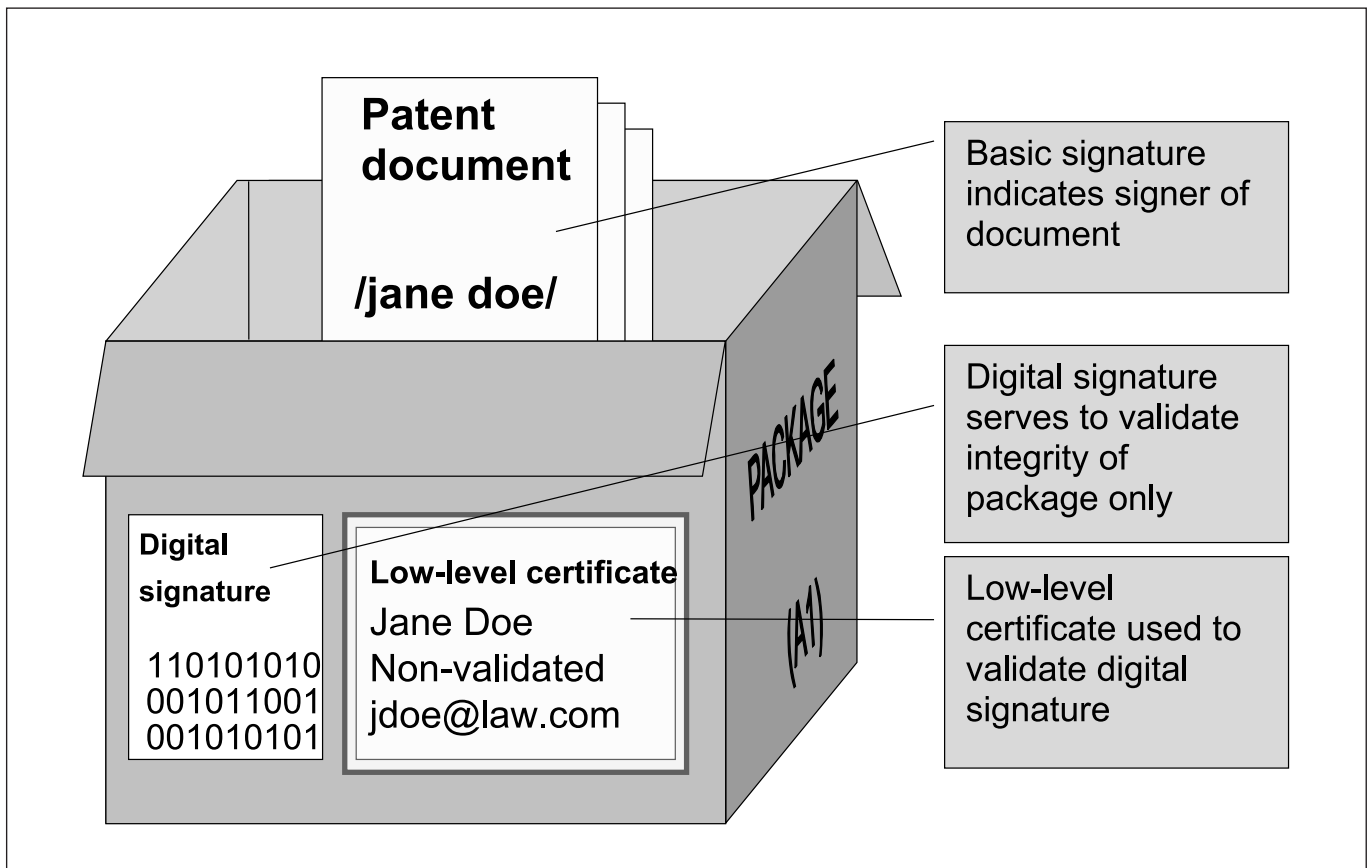 Patent
document
/jane doe/
Basic signature
indicates signer of
document
Digital signature
serves to validate
integrity of
package only
PACKAGE
(A1)
Digital
signature
110101010
001011001
001010101
Low-level certificate
Jane Doe
Non-validated
jdoe@law.com
Low-level
certificate used to
validate digital
signature